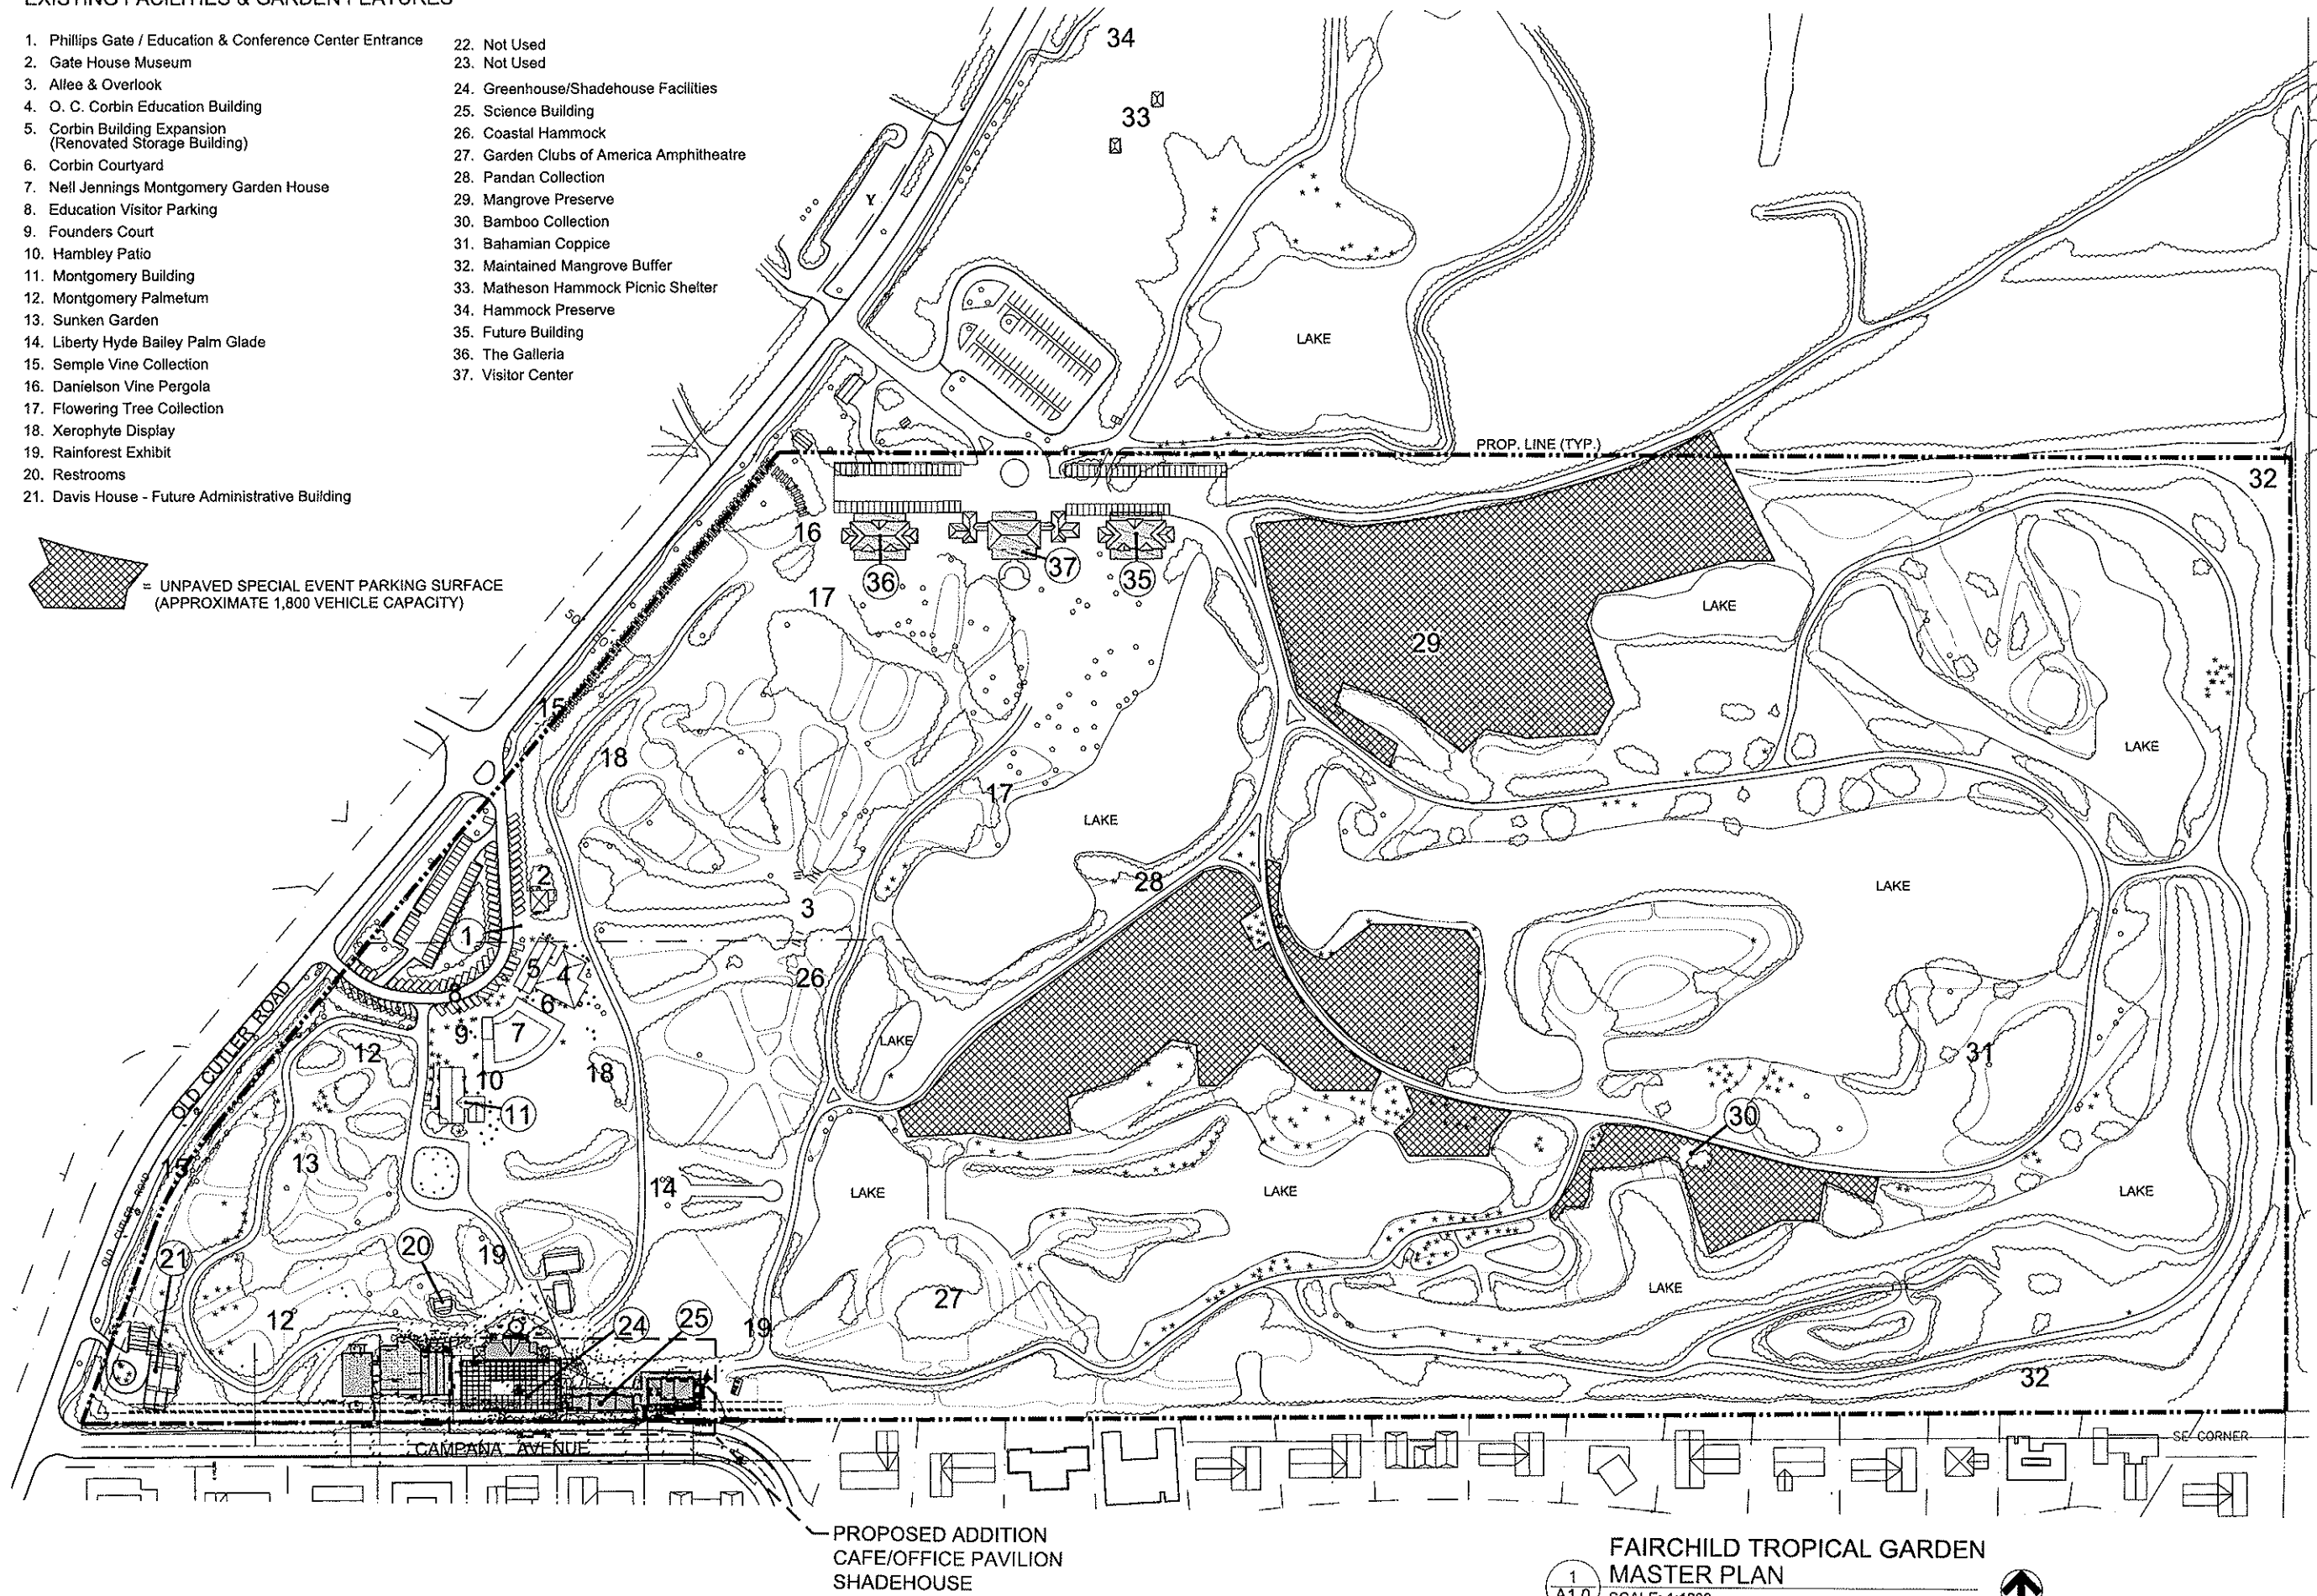 EXISTING FACILITIES & GARDEN FEATURES
1. Phillips Gate / Education & Conference Center Entrance
2. Gate House Museum
3. Allee & Overlook
4. O. C. Corbin Education Building
5. Corbin Building Expansion
(Renovated Storage Building)
6. Corbin Courtyard
7. Nell Jennings Montgomery Garden House
8. Education Visitor Parking
9. Founders Court
10. Hambley Patio
11. Montgomery Building
12. Montgomery Palmetum
13. Sunken Garden
14. Liberty Hyde Bailey Palm Glade
15. Semple Vine Collection
16. Danielson Vine Pergola
17. Flowering Tree Collection
18. Xerophyte Display
19. Rainforest Exhibit
20. Restrooms
21. Davis House - Future Administrative Building
22. Not Used
23. Not Used
24. Greenhouse/Shadehouse Facilities
25. Science Building
26. Coastal Hammock
27. Garden Clubs of America Amphitheatre
28. Pandan Collection
29. Mangrove Preserve
30. Bamboo Collection
31. Bahamian Coppice
32. Maintained Mangrove Buffer
33. Matheson Hammock Picnic Shelter
34. Hammock Preserve
35. Future Building
36. The Galleria
37. Visitor Center
= UNPAVED SPECIAL EVENT PARKING SURFACE
(APPROXIMATE 1,800 VEHICLE CAPACITY)
34
33
Y
LAKE
PROP. LINE (TYP.)
32
16
36
37
35
17
LAKE
29
15
18
LAKE
17
LAKE
2
28
LAKE
3
1
5
4
26
8
6
9
7
LAKE
OLD CUTLER ROAD
12
18
10
31
11
30
13
15
14
LAKE
LAKE
LAKE
OLD CUTLER ROAD
21
20
19
LAKE
27
12
24
25
19
32
CAMPANA AVENUE
SE CORNER
PROPOSED ADDITION
CAFE/OFFICE PAVILION
SHADEHOUSE
FAIRCHILD TROPICAL GARDEN
1
MASTER PLAN
A1.0